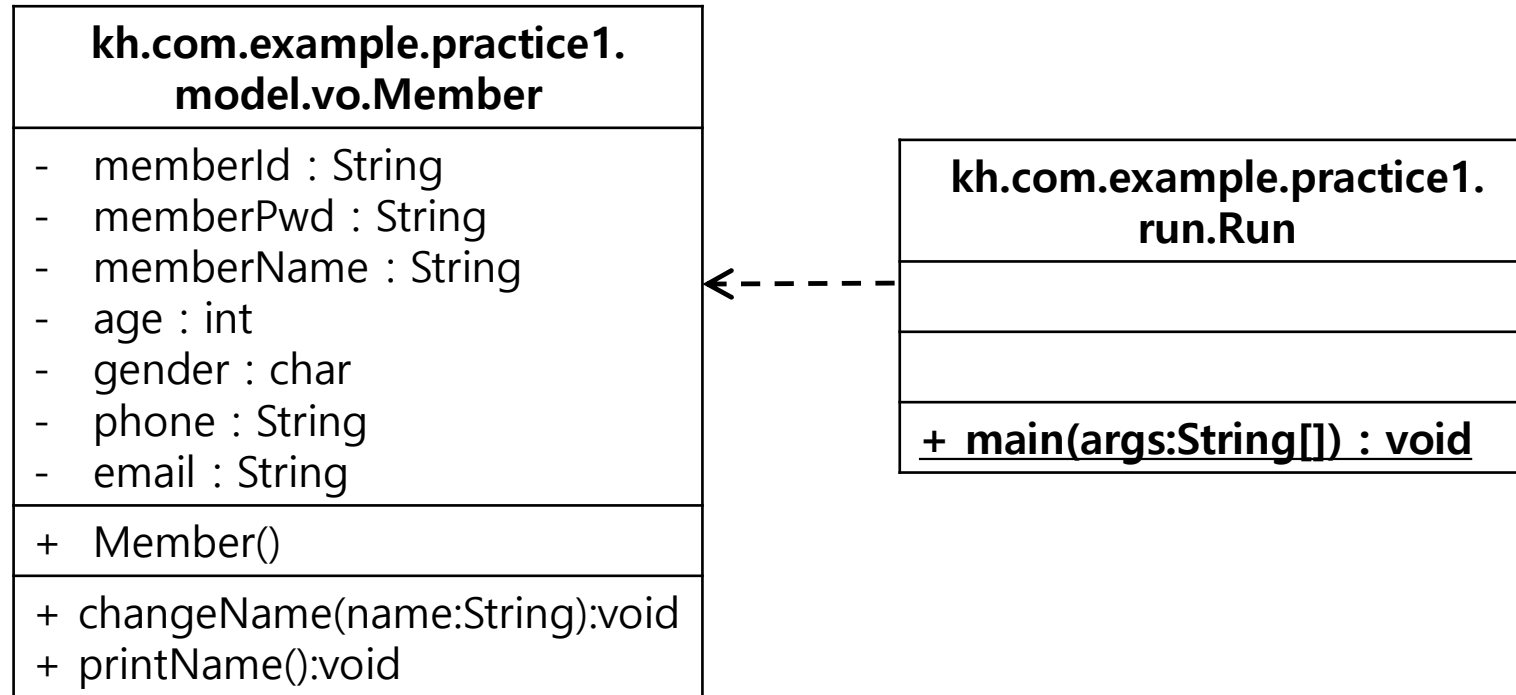 kh.com.example.practice1.
model.vo.Member
- memberId : String
- memberPwd : String
- memberName : String
- age : int
- gender : char
- phone : String
- email : String
+ Member()
+ changeName(name:String):void
+ printName():void
kh.com.example.practice1.
run.Run
+ main(args:String[]) : void